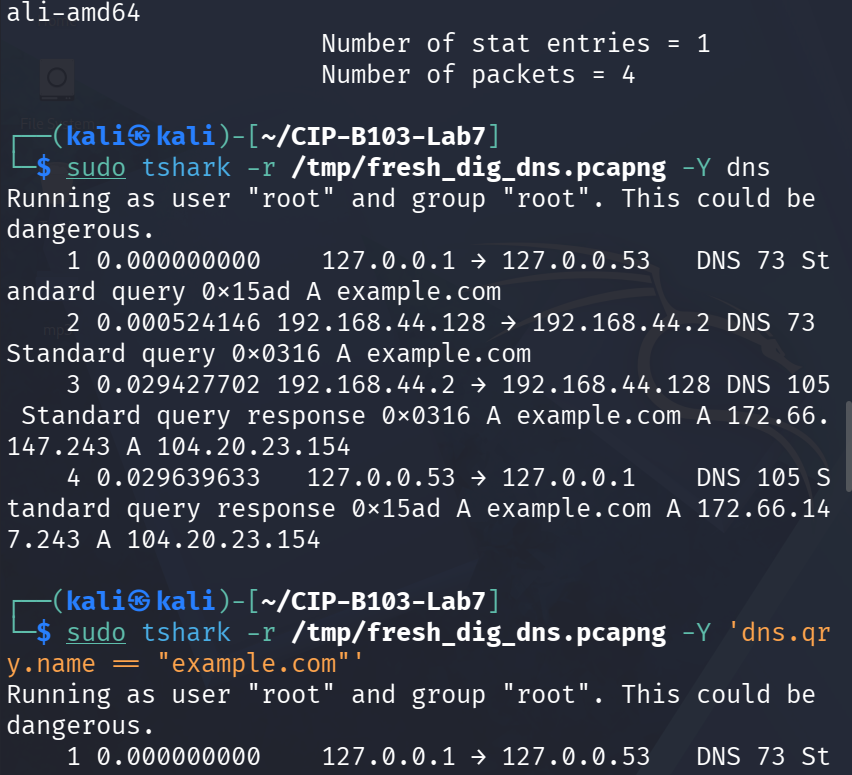 ali-amd64
Number of stat entries = 1
Number of packets = 4
┌──(kali㉿kali)-[~/CIP-B103-Lab7]
└─$ sudo tshark -r /tmp/fresh_dig_dns.pcapng -Y dns
Running as user "root" and group "root". This could be
dangerous.
1 0.000000000 127.0.0.1 → 127.0.0.53 DNS 73 St
andard query 0×15ad A example.com
2 0.000524146 192.168.44.128 → 192.168.44.2 DNS 73
Standard query 0×0316 A example.com
3 0.029427702 192.168.44.2 → 192.168.44.128 DNS 105
Standard query response 0×0316 A example.com A 172.66.
147.243 A 104.20.23.154
4 0.029639633 127.0.0.53 → 127.0.0.1 DNS 105 S
tandard query response 0×15ad A example.com A 172.66.14
7.243 A 104.20.23.154
┌──(kali㉿kali)-[~/CIP-B103-Lab7]
└─$ sudo tshark -r /tmp/fresh_dig_dns.pcapng -Y 'dns.qr
y.name == "example.com"'
Running as user "root" and group "root". This could be
dangerous.
1 0.000000000 127.0.0.1 → 127.0.0.53 DNS 73 St